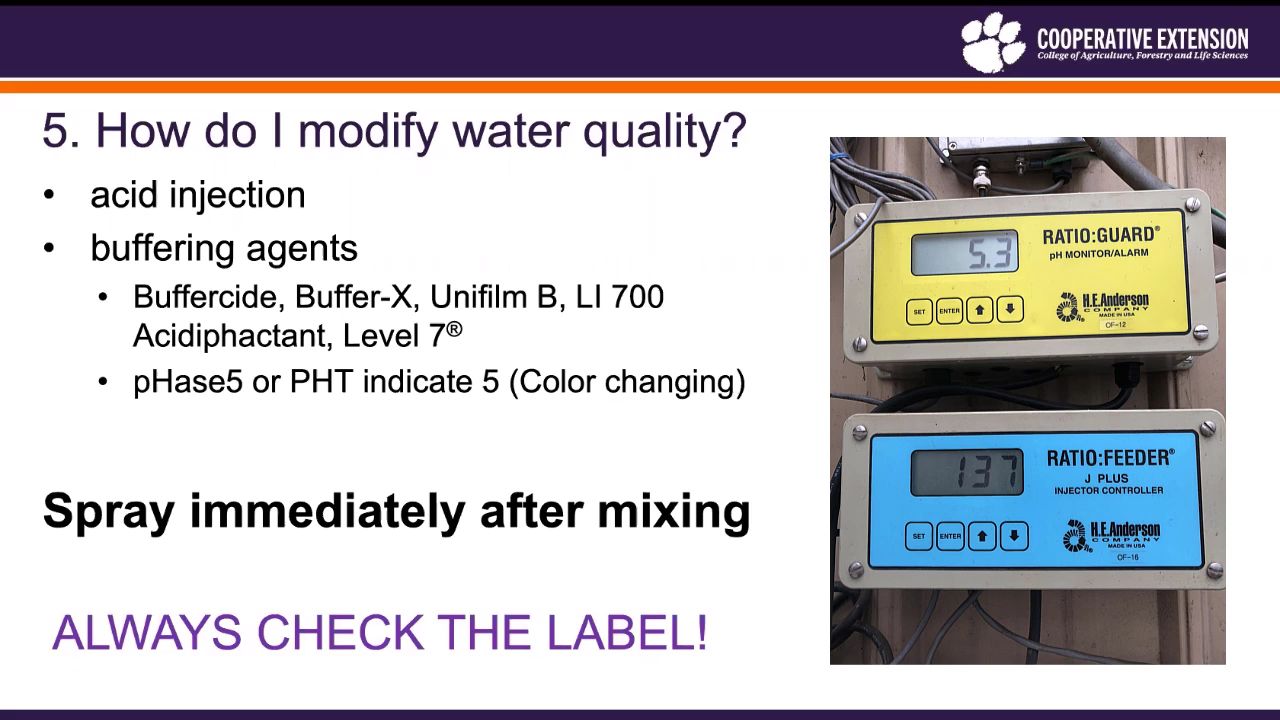 COOPERATIVE EXTENSION
College of Agriculture, Forestry and Life Sciences
5. How do I modify water quality?
• acid injection
• buffering agents
• Buffercide, Buffer-X, Unifilm B, LI 700
Acidiphactant, Level 7®
• pHase5 or PHT indicate 5 (Color changing)
Spray immediately after mixing
ALWAYS CHECK THE LABEL!
5.3
RATIO:GUARD®
pH MONITOR/ALARM
SET ENTER
H.E.Anderson
COMPANY
MADE IN USA
OF-12
137
RATIO:FEEDER®
J PLUS
INJECTOR CONTROLLER
SET ENTER
H.E.Anderson
COMPANY
MADE IN USA
OF-16